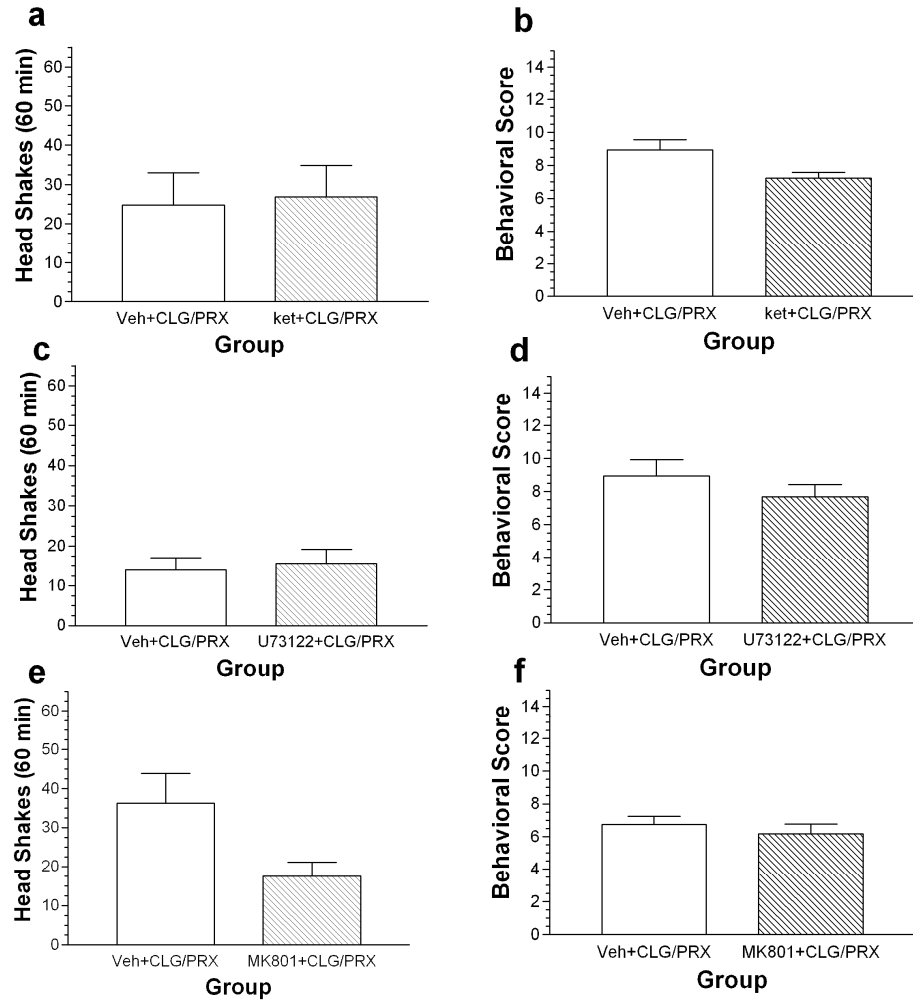 a
Head Shakes (60 min)
60
50
40
30
20
10
0
Veh+CLG/PRX ket+CLG/PRX
Group
b
Behavioral Score
14
12
10
8
6
4
2
0
Veh+CLG/PRX ket+CLG/PRX
Group
c
Head Shakes (60 min)
60
50
40
30
20
10
0
Veh+CLG/PRX U73122+CLG/PRX
Group
d
Behavioral Score
14
12
10
8
6
4
2
0
Veh+CLG/PRX U73122+CLG/PRX
Group
e
Head Shakes (60 min)
60
50
40
30
20
10
0
Veh+CLG/PRX MK801+CLG/PRX
Group
f
Behavioral Score
14
12
10
8
6
4
2
0
Veh+CLG/PRX MK801+CLG/PRX
Group